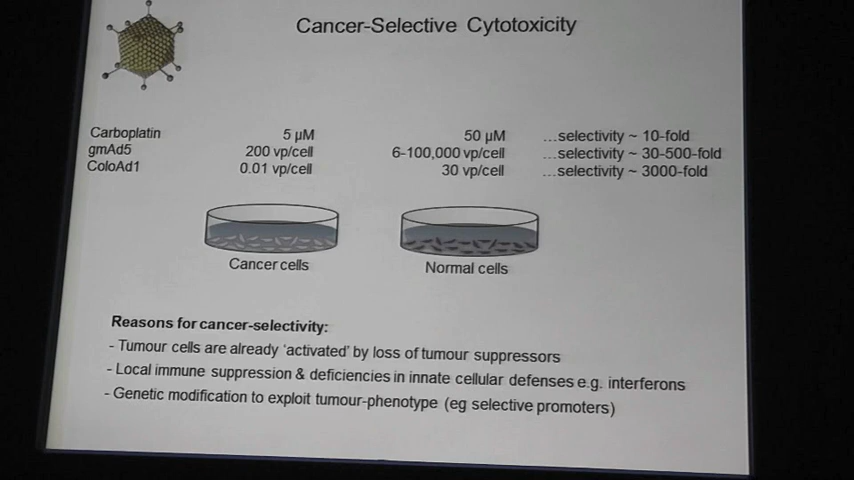 Cancer-Selective Cytotoxicity
Carboplatin 5 µM 50 µM ...selectivity ~ 10-fold
gmAd5 200 vp/cell 6-100,000 vp/cell ...selectivity ~ 30-500-fold
ColoAd1 0.01 vp/cell 30 vp/cell ...selectivity ~ 3000-fold
Cancer cells Normal cells
Reasons for cancer-selectivity:
- Tumour cells are already 'activated' by loss of tumour suppressors
- Local immune suppression & deficiencies in innate cellular defenses e.g. interferons
- Genetic modification to exploit tumour-phenotype (eg selective promoters)